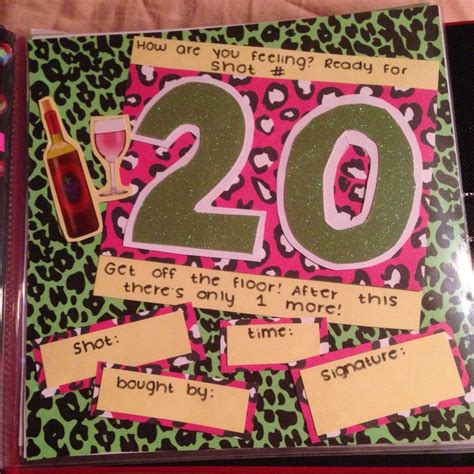 How are you feeling? Ready for
Shot #
20
Get off the floor! After this
there's only 1 more!
shot:
time:
bought by:
signature: